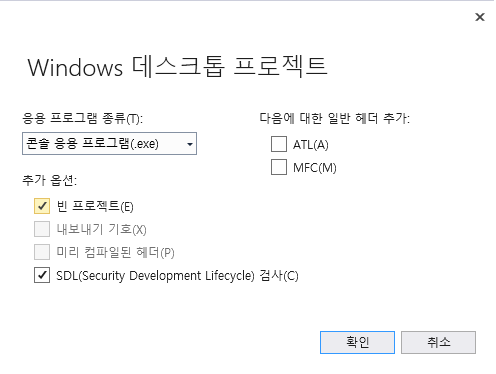 Windows 데스크톱 프로젝트
응용 프로그램 종류(T):
콘솔 응용 프로그램(.exe)
추가 옵션:
빈 프로젝트(E)
내보내기 기호(X)
미리 컴파일된 헤더(P)
SDL(Security Development Lifecycle) 검사(C)
다음에 대한 일반 헤더 추가:
ATL(A)
MFC(M)
확인
취소